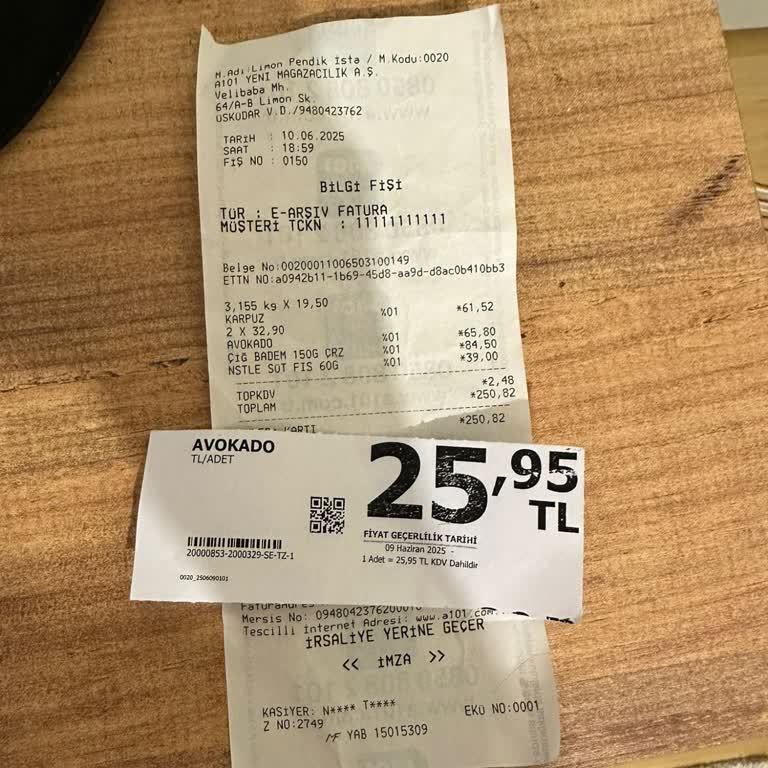 M.Adı:Limon Pendik İsta / M.Kodu:0020
A101 YENİ MAGAZACILIK A.Ş.
Velibaba Mh.
64/A-B Limon Sk.
ÜSKÜDAR V.D./9480423762
TARİH : 10.06.2025
SAAT : 18:59
FİŞ NO : 0150
BİLGİ FİŞİ
TÜR : E-ARŞİV FATURA
MÜŞTERİ TCKN : 11111111111
Belge No:00200011006503100149
ETTN NO:a0942b11-1b69-45d8-aa9d-d8ac0b410bb3
3,155 kg X 19,50
KARPUZ %01 *61,52
2 X 32,90
AVOKADO %01 *65,80
ÇİĞ BADEM 150G ÇRZ %01 *84,50
NSTLE SÜT FIS 60G %01 *39,00
TOPKDV *2,48
TOPLAM *250,82
KARTI *250,82
AVOKADO
TL/ADET
25,95
TL
FİYAT GEÇERLİLİK TARİHİ
09 Haziran 2025 -
1 Adet = 25,95 TL KDV Dahildir
20000853-2000329-SE-TZ-1
0020_2506090101
Mersis No: 0948042376200010
Tescilli İnternet Adresi: www.a101.com.
İRSALİYE YERİNE GEÇER
<< İMZA >>
KASİYER: N**** T****
Z NO:2749 EKÜ NO:0001
MF YAB 15015309